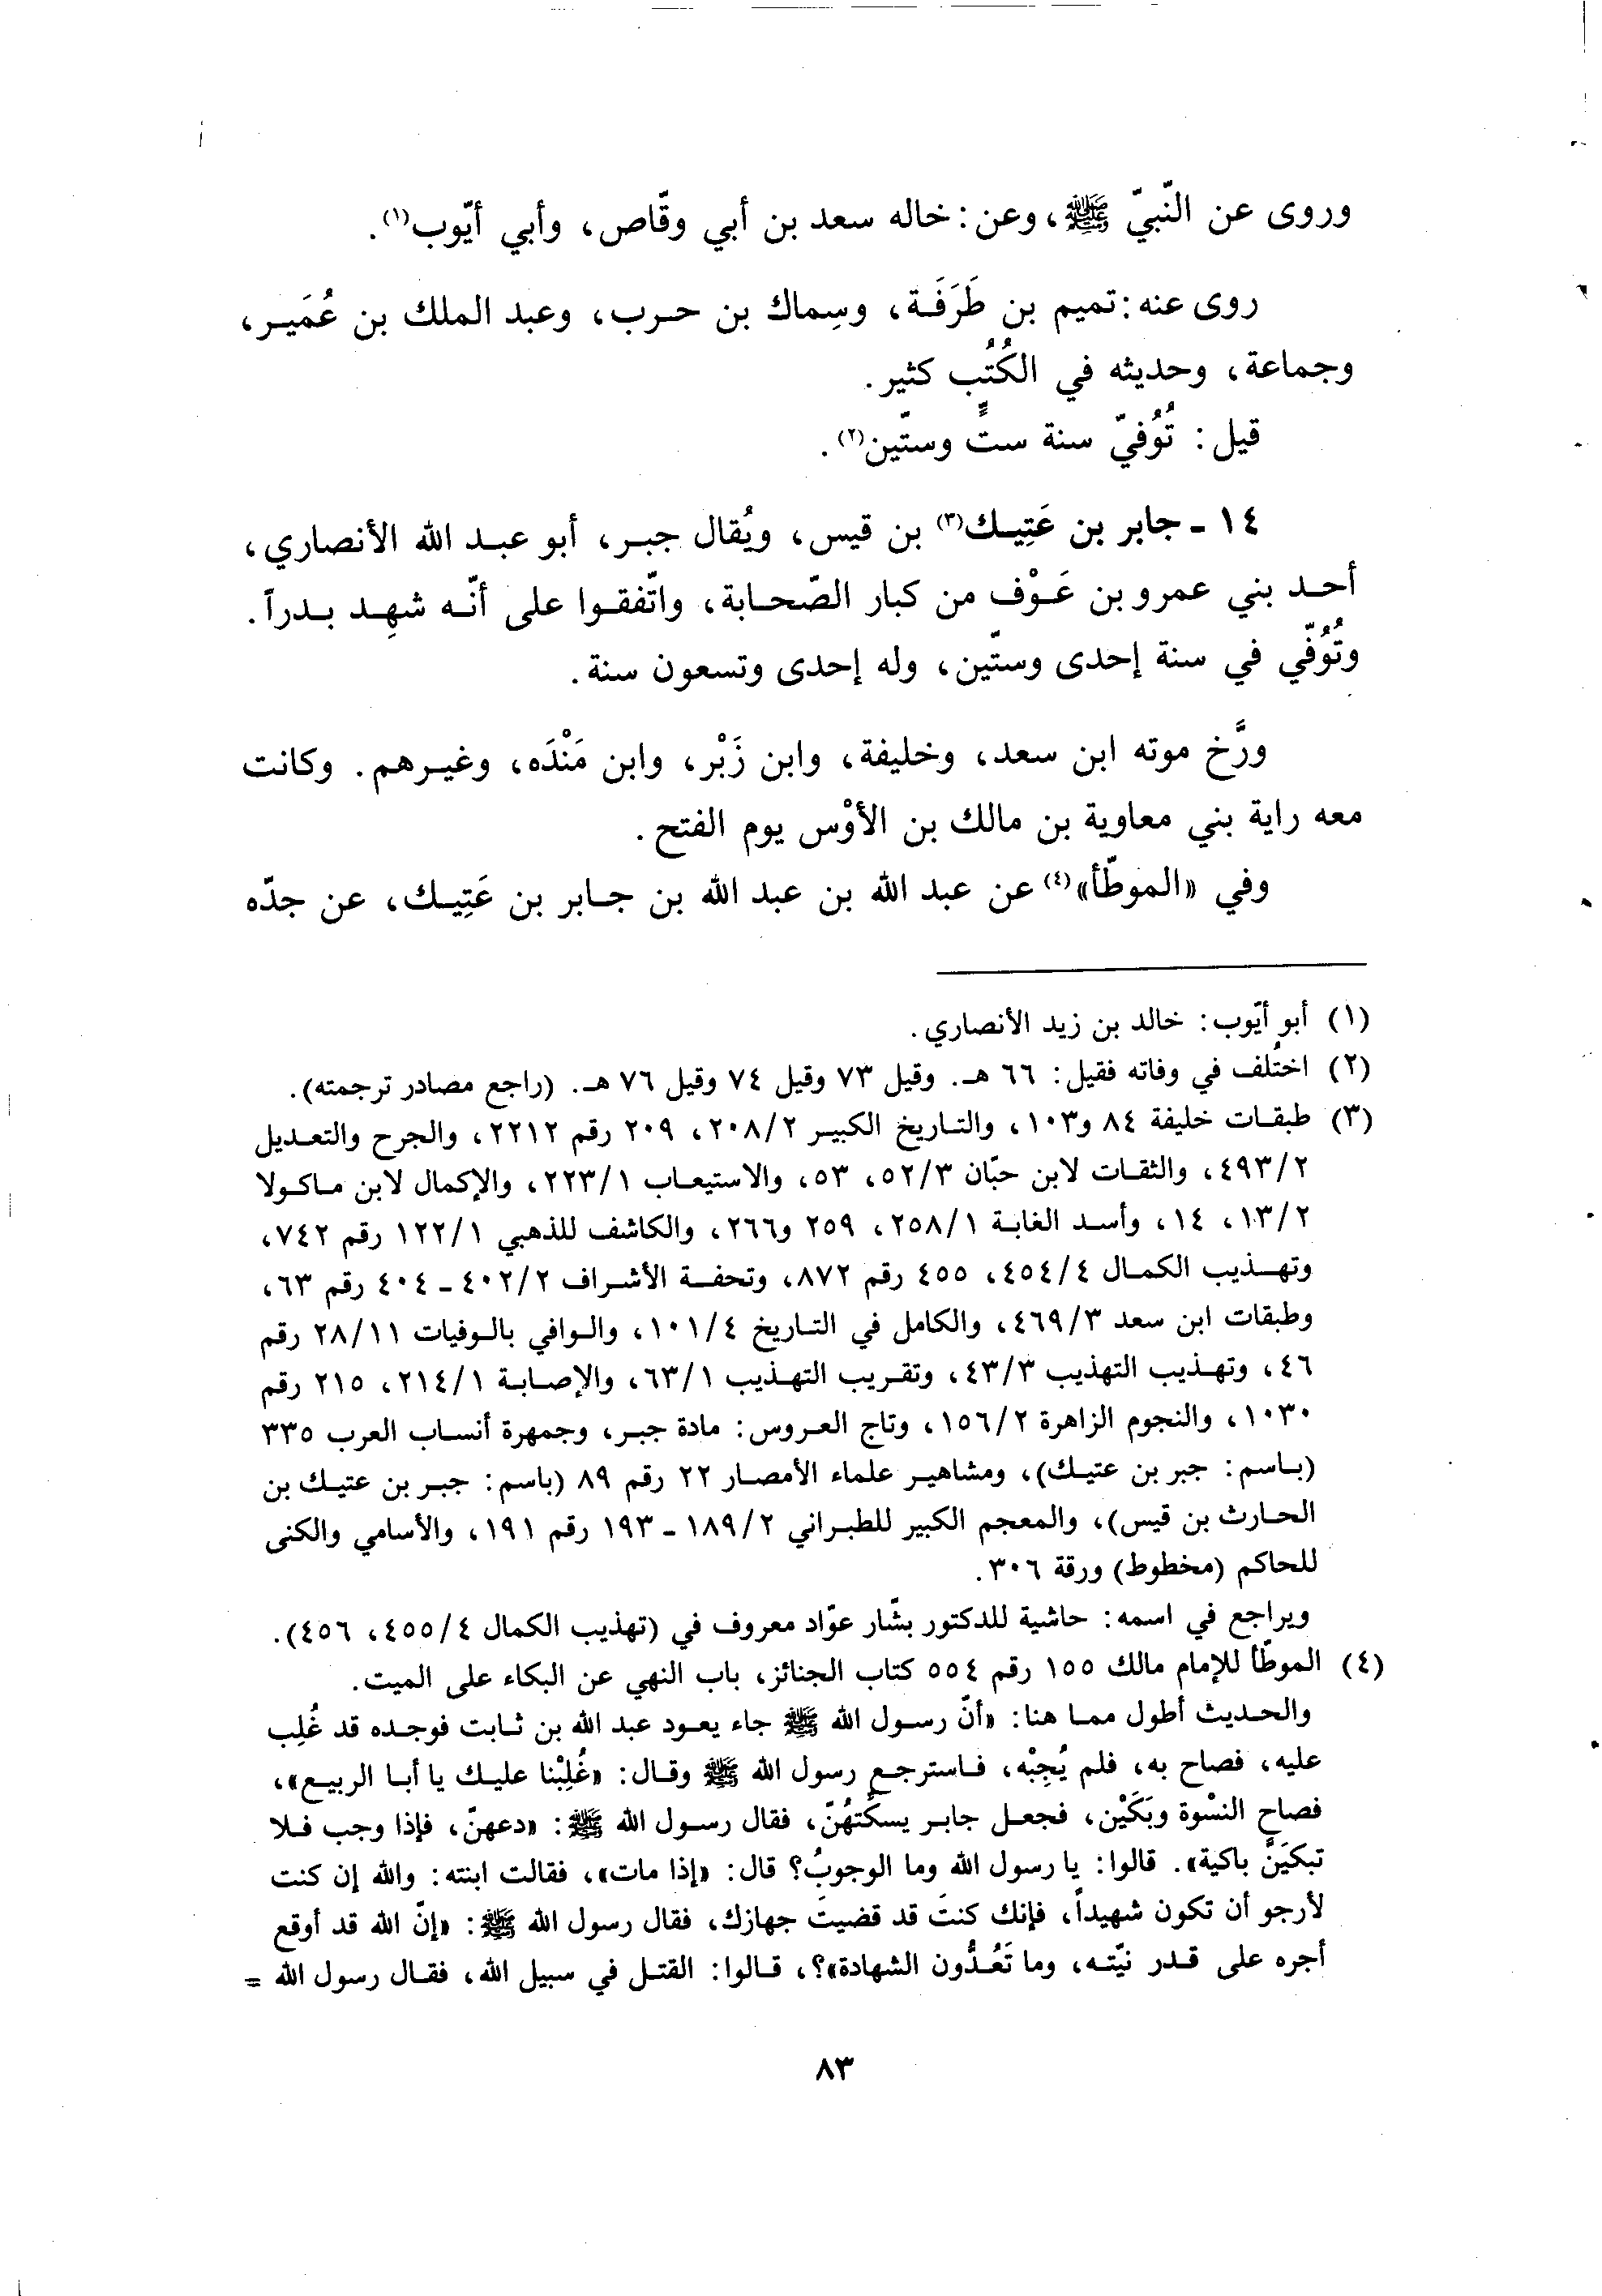 وروى عن النّبيّ ﷺ، وعن: خاله سعد بن أبي وقّاص، وأبي أيّوب(١).
روى عنه: تميم بن طَرَفَة، وسِماك بن حرب، وعبد الملك بن عُمَير،
وجماعة، وحديثه في الكُتُب كثير.
قيل: تُوُفيّ سنة ستٍّ وستّين(٢).
١٤ ـ جابر بن عَتِيك(٣) بن قيس، ويُقال جبر، أبو عبد الله الأنصاري،
أحد بني عمرو بن عَوْف من كبار الصّحابة، واتّفقوا على أنّه شهِد بدراً.
وتُوُفّي في سنة إحدى وستّين، وله إحدى وتسعون سنة.
ورَّخ موته ابن سعد، وخليفة، وابن زَبْر، وابن مَنْدَه، وغيرهم. وكانت
معه راية بني معاوية بن مالك بن الأوْس يوم الفتح.
وفي «الموطّأ»(٤) عن عبد الله بن عبد الله بن جابر بن عَتِيك، عن جدّه
(١) أبو أيّوب: خالد بن زيد الأنصاري.
(٢) اختُلف في وفاته فقيل: ٦٦ هـ. وقيل ٧٣ وقيل ٧٤ وقيل ٧٦ هـ. (راجع مصادر ترجمته).
(٣) طبقات خليفة ٨٤ و١٠٣، والتاريخ الكبير ٢٠٨/٢، ٢٠٩ رقم ٢٢١٢، والجرح والتعديل
٤٩٣/٢، والثقات لابن حبّان ٥٢/٣، ٥٣، والاستيعاب ٢٢٣/١، والإكمال لابن ماكولا
١٣/٢، ١٤، وأسد الغابة ٢٥٨/١، ٢٥٩ و٢٦٦، والكاشف للذهبي ١٢٢/١ رقم ٧٤٢،
وتهذيب الكمال ٤٥٤/٤، ٤٥٥ رقم ٨٧٢، وتحفة الأشراف ٤٠٢/٢ ـ ٤٠٤ رقم ٦٣،
وطبقات ابن سعد ٤٦٩/٣، والكامل في التاريخ ١٠١/٤، والوافي بالوفيات ٢٨/١١ رقم
٤٦، وتهذيب التهذيب ٤٣/٣، وتقريب التهذيب ٦٣/١، والإصابة ٢١٤/١، ٢١٥ رقم
١٠٣٠، والنجوم الزاهرة ١٥٦/٢، وتاج العروس: مادة جبر، وجمهرة أنساب العرب ٣٣٥
(باسم: جبر بن عتيك)، ومشاهير علماء الأمصار ٢٢ رقم ٨٩ (باسم: جبر بن عتيك بن
الحارث بن قيس)، والمعجم الكبير للطبراني ١٨٩/٢ ـ ١٩٣ رقم ١٩١، والأسامي والكنى
للحاكم (مخطوط) ورقة ٣٠٦.
ويراجع في اسمه: حاشية للدكتور بشّار عوّاد معروف في (تهذيب الكمال ٤٥٥/٤، ٤٥٦).
(٤) الموطّأ للإمام مالك ١٥٥ رقم ٥٥٤ كتاب الجنائز، باب النهي عن البكاء على الميت.
والحديث أطول مما هنا: «أنّ رسول الله ﷺ جاء يعود عبد الله بن ثابت فوجده قد غُلِب
عليه، فصاح به، فلم يُجِبْه، فاسترجع رسول الله ﷺ وقال: «غُلِبْنا عليك يا أبا الربيع»،
فصاح النسْوة وبَكَيْن، فجعل جابر يسكّتهُنّ، فقال رسول الله ﷺ: «دعهنّ، فإذا وجب فلا
تبكيَنّ باكية». قالوا: يا رسول الله وما الوجوبُ؟ قال: «إذا مات»، فقالت ابنته: والله إن كنت
لأرجو أن تكون شهيداً، فإنك كنتَ قد قضيتَ جهازك، فقال رسول الله ﷺ: «إنّ الله قد أوقع
أجره على قدر نيّته، وما تَعُدُّون الشهادة»؟، قالوا: القتل في سبيل الله، فقال رسول الله =
٨٣